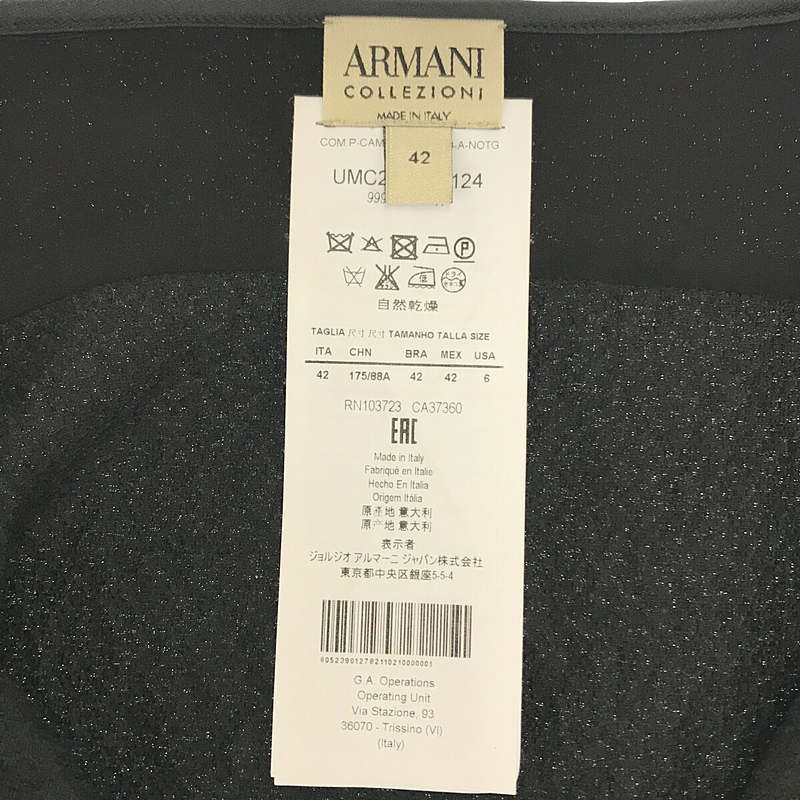 ARMANI
COLLEZIONI
MADE IN ITALY
42
COM P-CAM -A-NOTG
UMC2 124
999
P
低 ドライ
自然乾燥
TAGLIA 尺寸 尺寸 TAMANHO TALLA SIZE
ITA CHN BRA MEX USA
42 175/88A 42 42 6
RN103723 CA37360
EAC
Made in Italy
Fabriqué en Italie
Hecho En Italia
Origem Itália
原產地 意大利
原产地 意大利
表示者
ジョルジオ アルマーニ ジャパン株式会社
東京都中央区銀座5-5-4
G.A. Operations
Operating Unit
Via Stazione, 93
36070 - Trissino (VI)
(Italy)